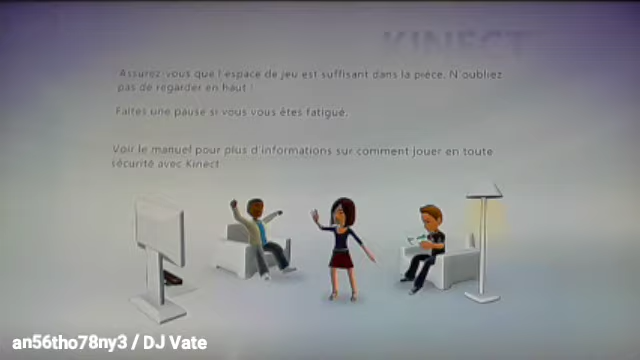 KINECT
Assurez-vous que l'espace de jeu est suffisant dans la pièce. N'oubliez
pas de regarder en haut !
Faites une pause si vous vous êtes fatigué.
Voir le manuel pour plus d'informations sur comment jouer en toute
sécurité avec Kinect
an56tho78ny3 / DJ Vate